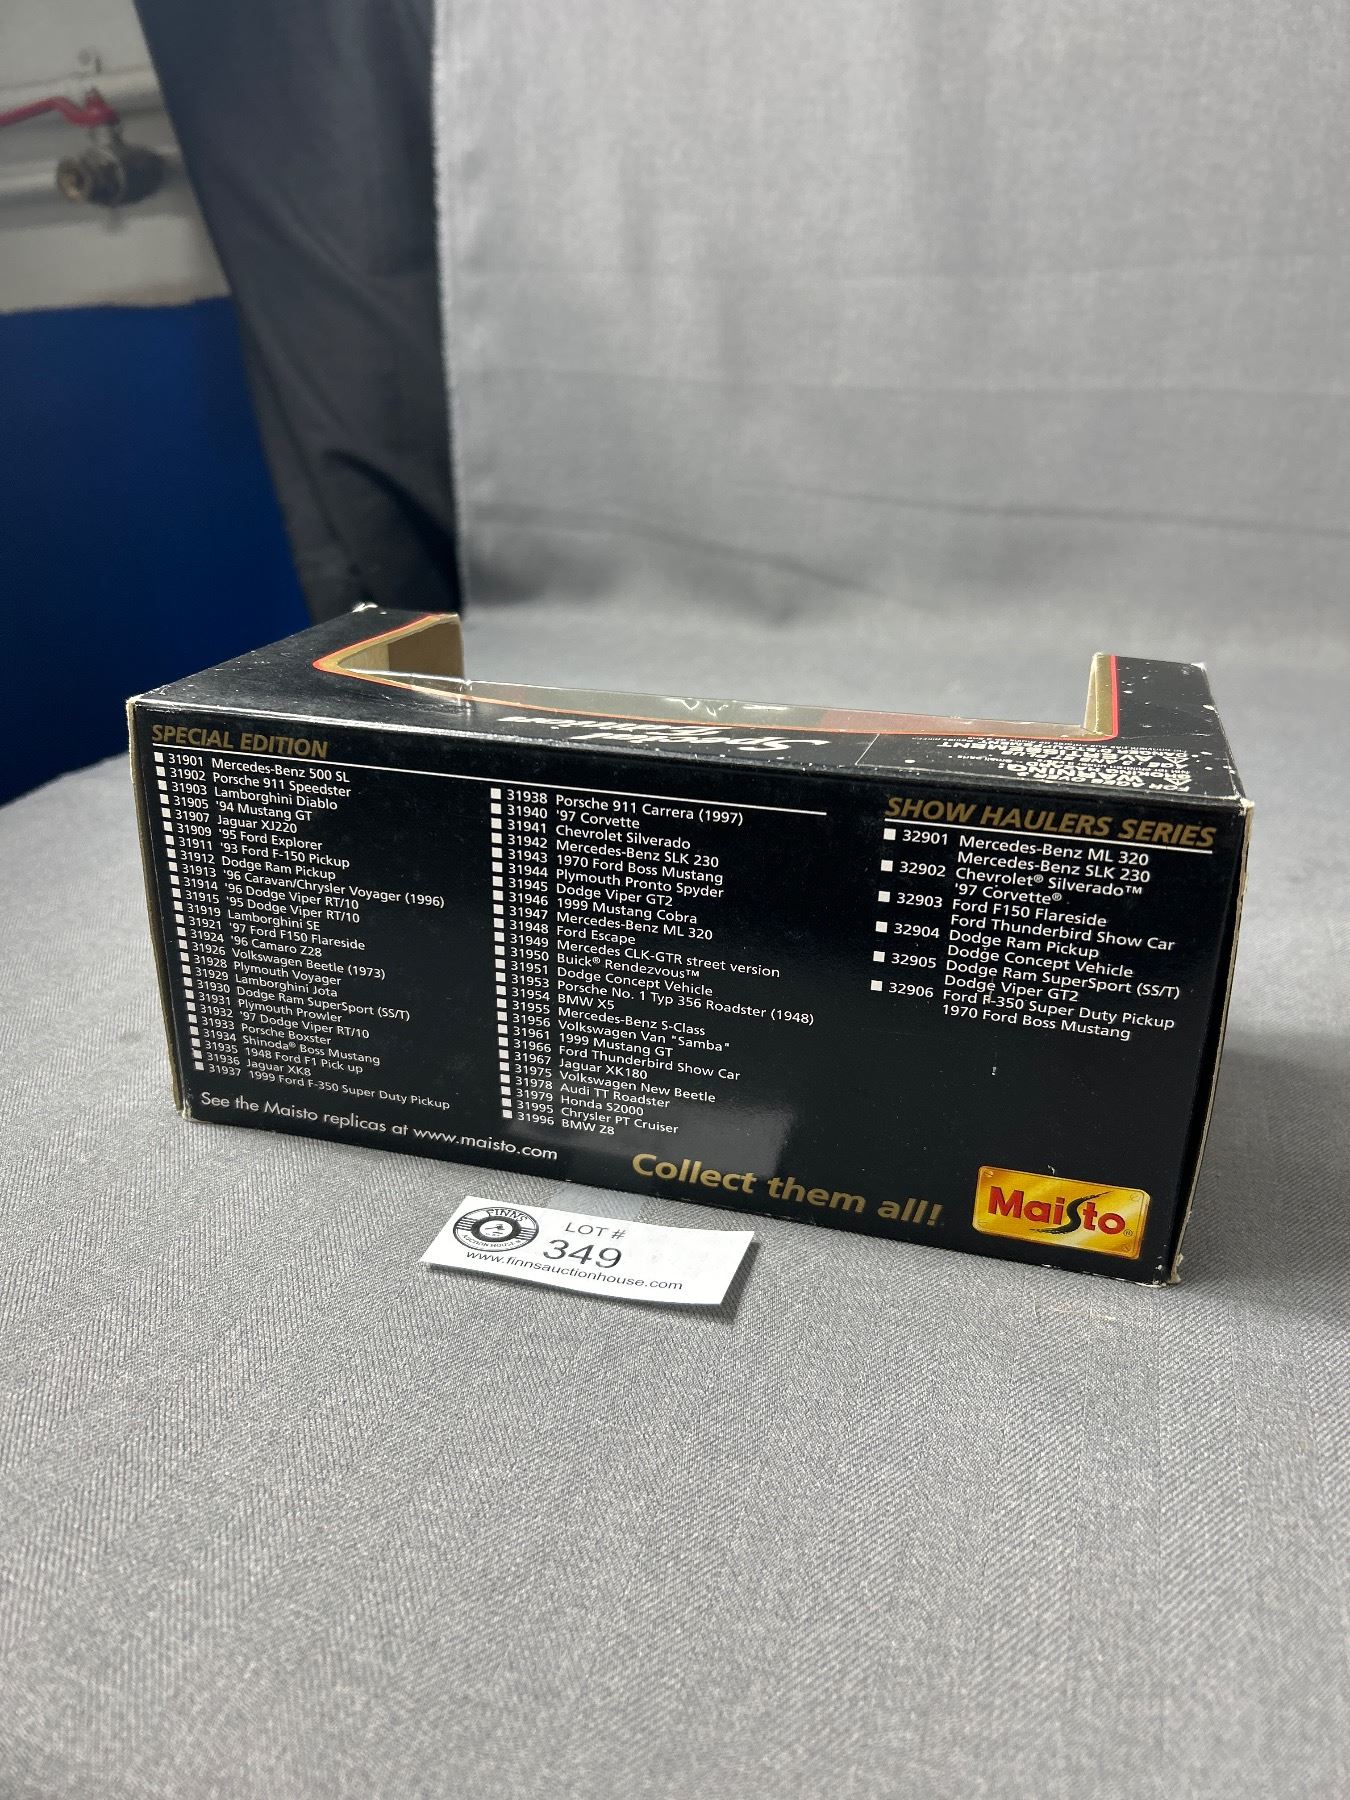 Special Edition
WARNING
SPECIAL EDITION
31901 Mercedes-Benz 500 SL
31902 Porsche 911 Speedster
31903 Lamborghini Diablo
31905 '94 Mustang GT
31907 Jaguar XJ220
31909 '95 Ford Explorer
31911 '93 Ford F-150 Pickup
31912 Dodge Ram Pickup
31913 '96 Caravan/Chrysler Voyager (1996)
31914 '96 Dodge Viper RT/10
31915 '95 Dodge Viper RT/10
31919 Lamborghini SE
31921 '97 Ford F150 Flareside
31924 '96 Camaro Z28
31926 Volkswagen Beetle (1973)
31928 Plymouth Voyager
31929 Lamborghini Jota
31930 Dodge Ram SuperSport (SS/T)
31931 Plymouth Prowler
31932 '97 Dodge Viper RT/10
31933 Porsche Boxster
31934 Shinoda® Boss Mustang
31935 1948 Ford F1 Pick up
31936 Jaguar XK8
31937 1999 Ford F-350 Super Duty Pickup
31938 Porsche 911 Carrera (1997)
31940 '97 Corvette
31941 Chevrolet Silverado
31942 Mercedes-Benz SLK 230
31943 1970 Ford Boss Mustang
31944 Plymouth Pronto Spyder
31945 Dodge Viper GT2
31946 1999 Mustang Cobra
31947 Mercedes-Benz ML 320
31948 Ford Escape
31949 Mercedes CLK-GTR street version
31950 Buick® Rendezvous™
31951 Dodge Concept Vehicle
31953 Porsche No. 1 Typ 356 Roadster (1948)
31954 BMW X5
31955 Mercedes-Benz S-Class
31956 Volkswagen Van "Samba"
31961 1999 Mustang GT
31966 Ford Thunderbird Show Car
31967 Jaguar XK180
31975 Volkswagen New Beetle
31978 Audi TT Roadster
31979 Honda S2000
31995 Chrysler PT Cruiser
31996 BMW Z8
SHOW HAULERS SERIES
32901 Mercedes-Benz ML 320
Mercedes-Benz SLK 230
32902 Chevrolet® Silverado™
'97 Corvette®
32903 Ford F150 Flareside
Ford Thunderbird Show Car
32904 Dodge Ram Pickup
Dodge Concept Vehicle
32905 Dodge Ram SuperSport (SS/T)
Dodge Viper GT2
32906 Ford F-350 Super Duty Pickup
1970 Ford Boss Mustang
See the Maisto replicas at www.maisto.com
Collect them all!
Maisto®
FINNS
AUCTION HOUSE
LOT #
349
www.finnsauctionhouse.com